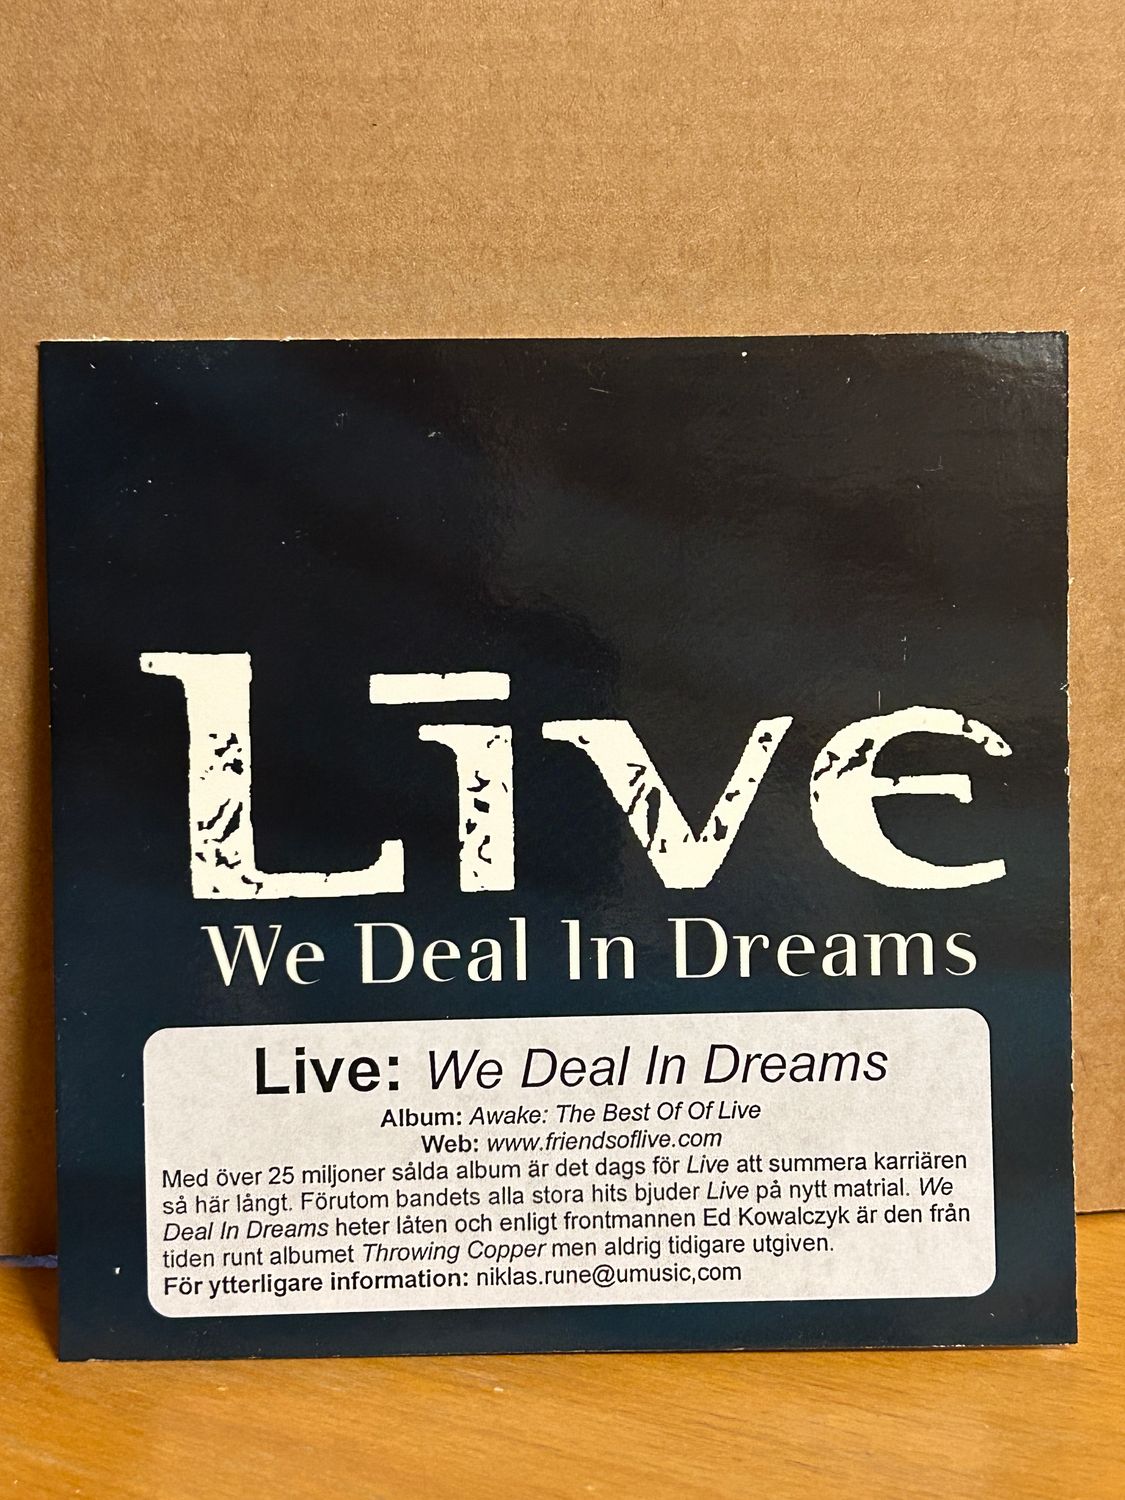 Live
We Deal In Dreams
Live: We Deal In Dreams
Album: Awake: The Best Of Of Live
Web: www.friendsoflive.com
Med över 25 miljoner sålda album är det dags för Live att summera karriären
så här långt. Förutom bandets alla stora hits bjuder Live på nytt matrial. We
Deal In Dreams heter låten och enligt frontmannen Ed Kowalczyk är den från
tiden runt albumet Throwing Copper men aldrig tidigare utgiven.
För ytterligare information: niklas.rune@umusic,com